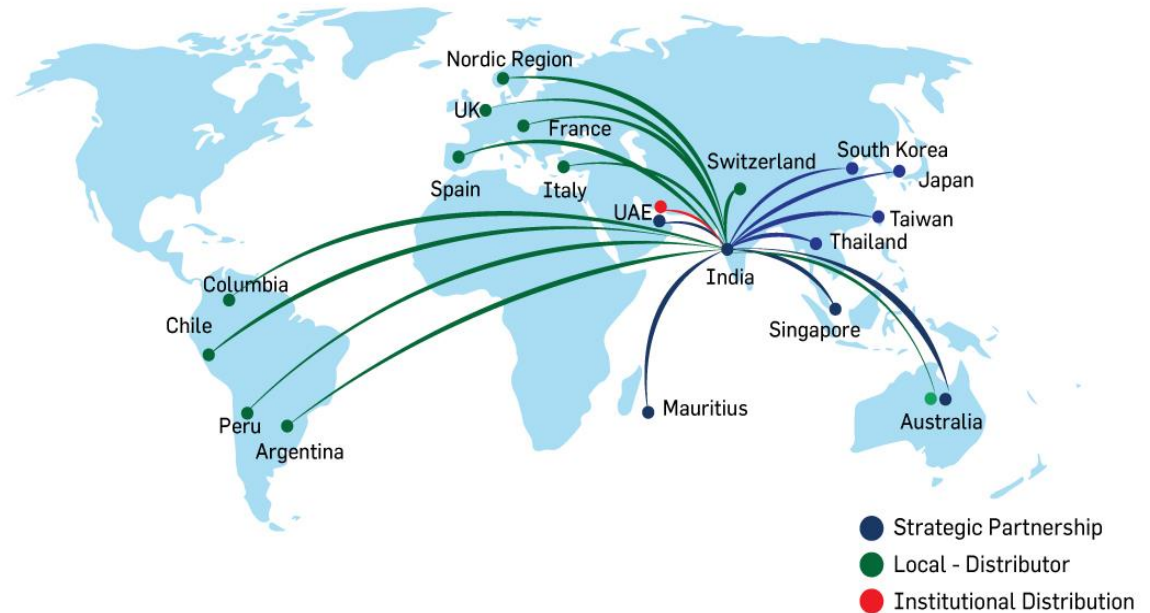 Nordic Region
UK
France
Spain
Italy
Switzerland
South Korea
Japan
UAE
Taiwan
Thailand
India
Columbia
Chile
Singapore
Mauritius
Peru
Argentina
Australia
Strategic Partnership
Local - Distributor
Institutional Distribution